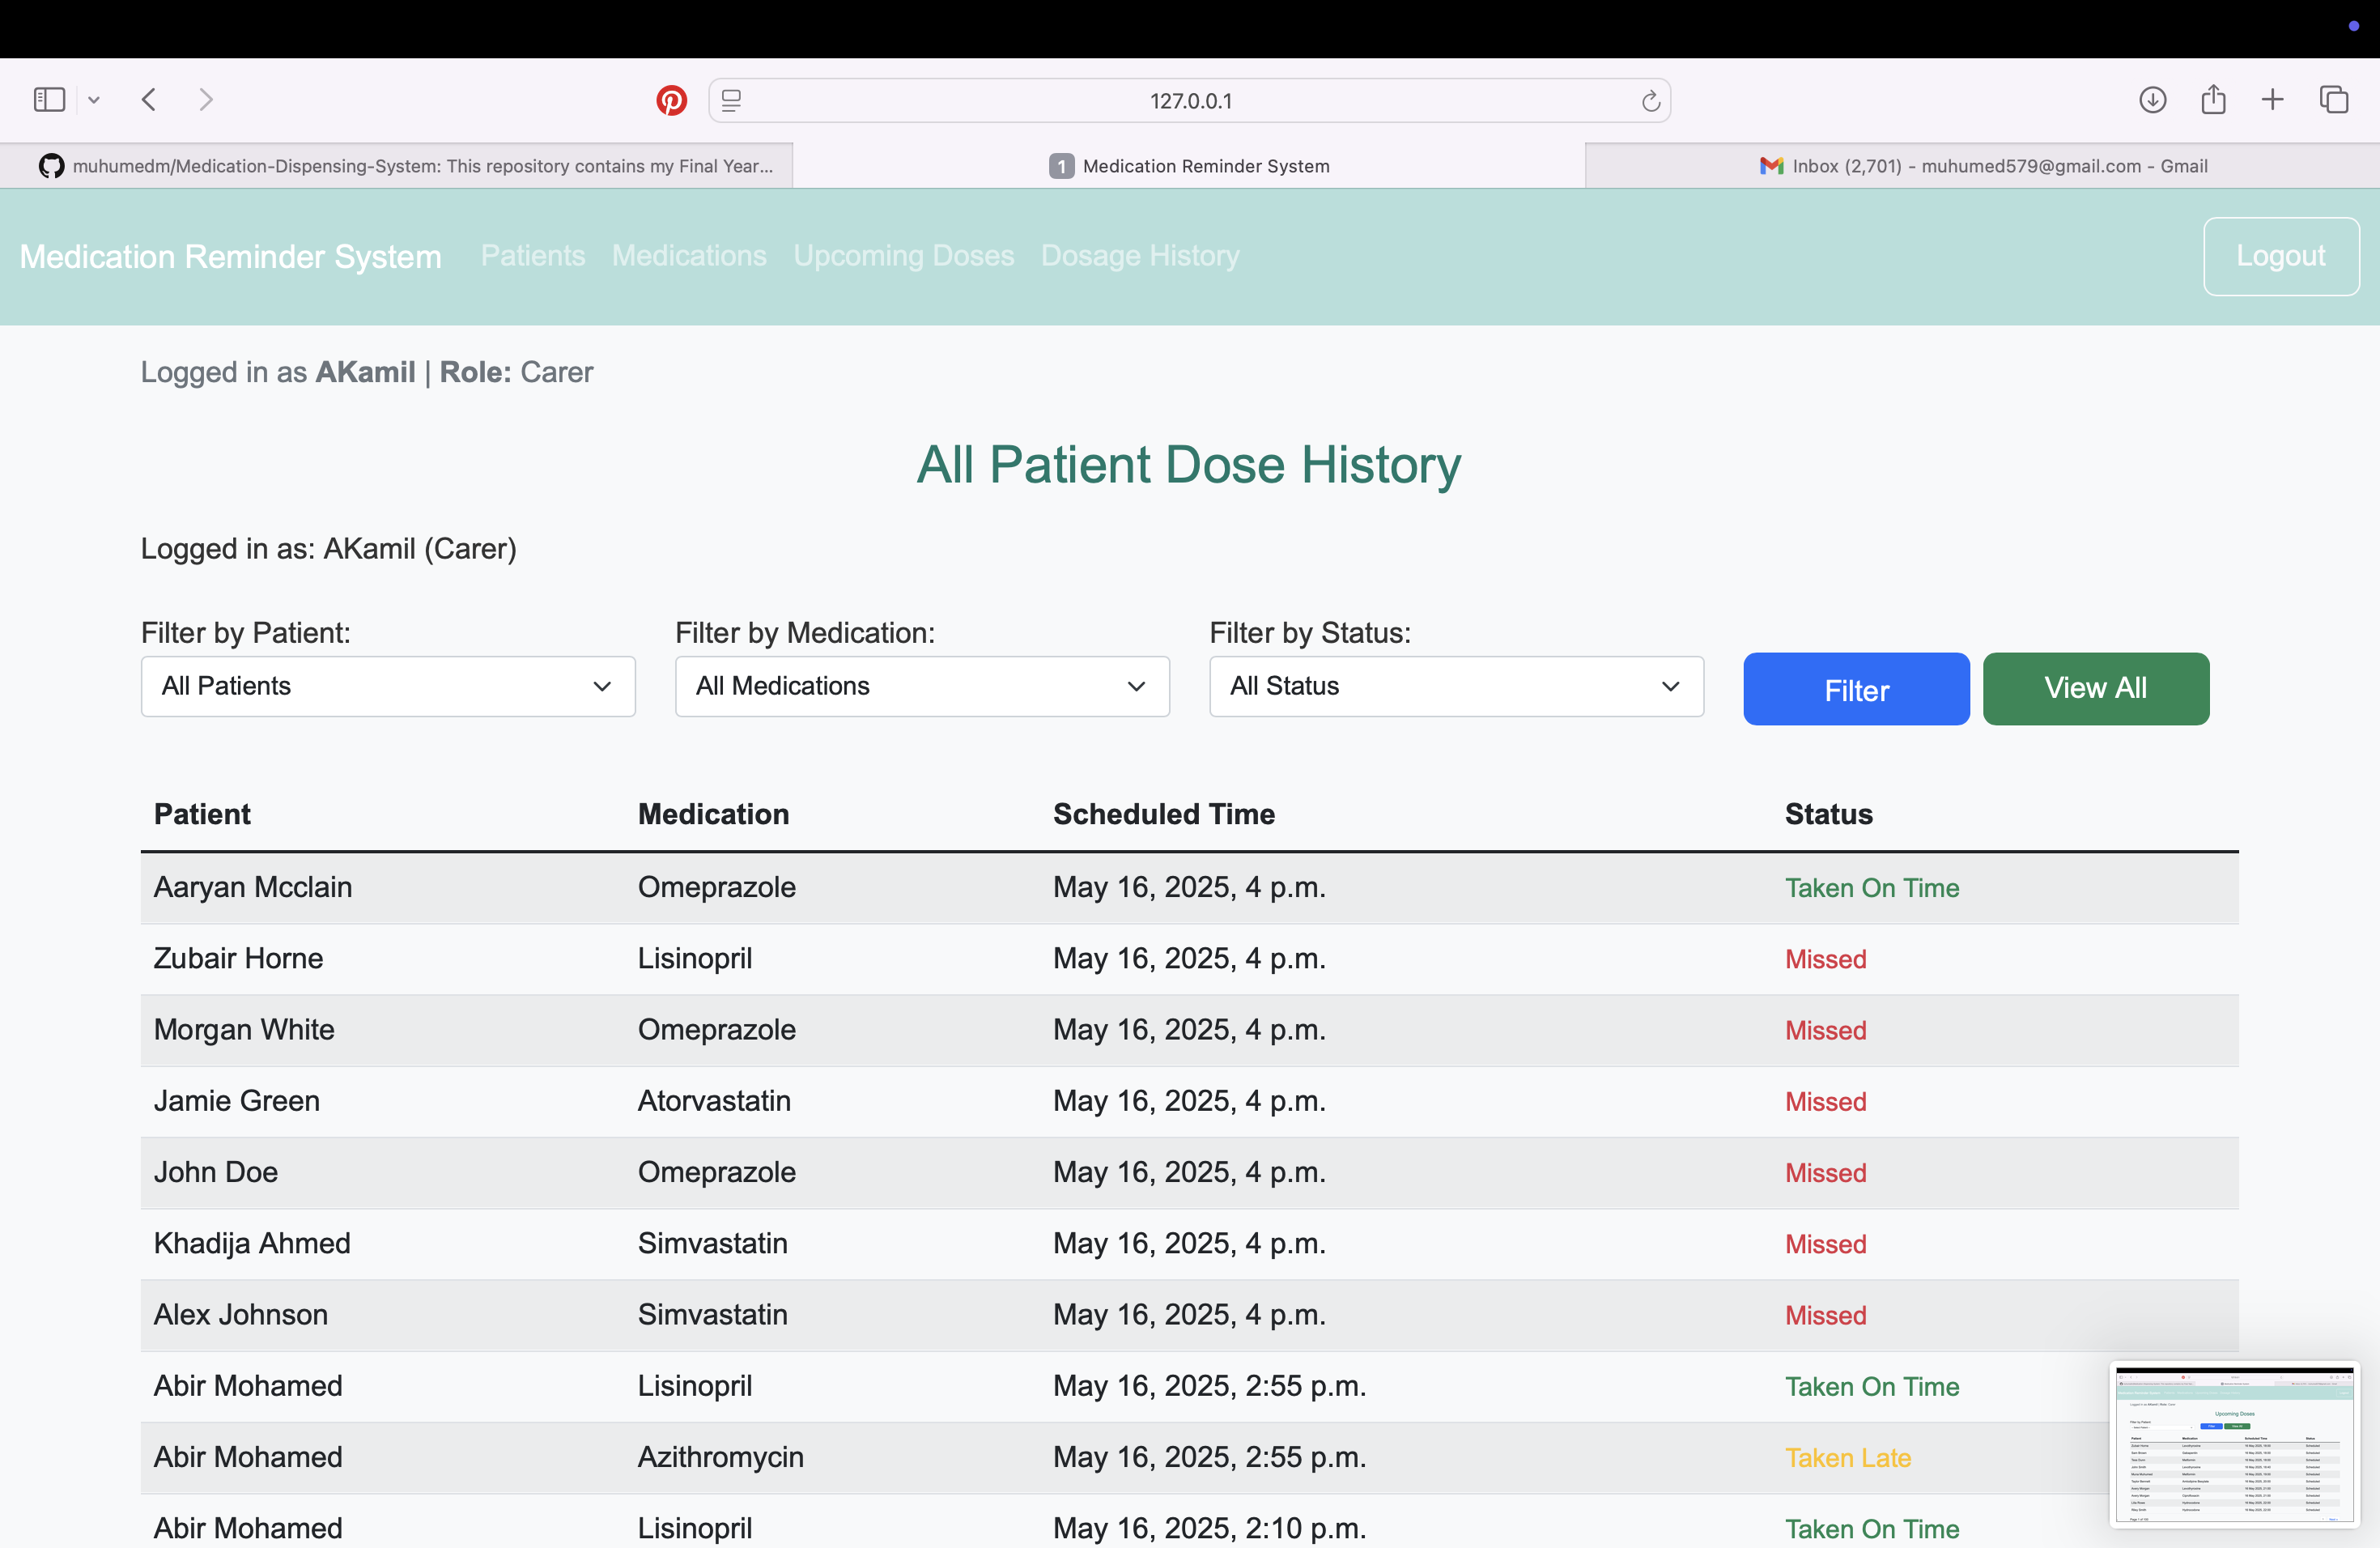 127.0.0.1
muhumedm/Medication-Dispensing-System: This repository contains my Final Year...
1 Medication Reminder System
Inbox (2,701) - muhumed579@gmail.com - Gmail
Medication Reminder System Patients Medications Upcoming Doses Dosage History Logout
Logged in as AKamil | Role: Carer
All Patient Dose History
Logged in as: AKamil (Carer)
Filter by Patient: Filter by Medication: Filter by Status:
All Patients All Medications All Status Filter View All
Patient Medication Scheduled Time Status
Aaryan Mcclain Omeprazole May 16, 2025, 4 p.m. Taken On Time
Zubair Horne Lisinopril May 16, 2025, 4 p.m. Missed
Morgan White Omeprazole May 16, 2025, 4 p.m. Missed
Jamie Green Atorvastatin May 16, 2025, 4 p.m. Missed
John Doe Omeprazole May 16, 2025, 4 p.m. Missed
Khadija Ahmed Simvastatin May 16, 2025, 4 p.m. Missed
Alex Johnson Simvastatin May 16, 2025, 4 p.m. Missed
Abir Mohamed Lisinopril May 16, 2025, 2:55 p.m. Taken On Time
Abir Mohamed Azithromycin May 16, 2025, 2:55 p.m. Taken Late
Abir Mohamed Lisinopril May 16, 2025, 2:10 p.m. Taken On Time
Upcoming Doses